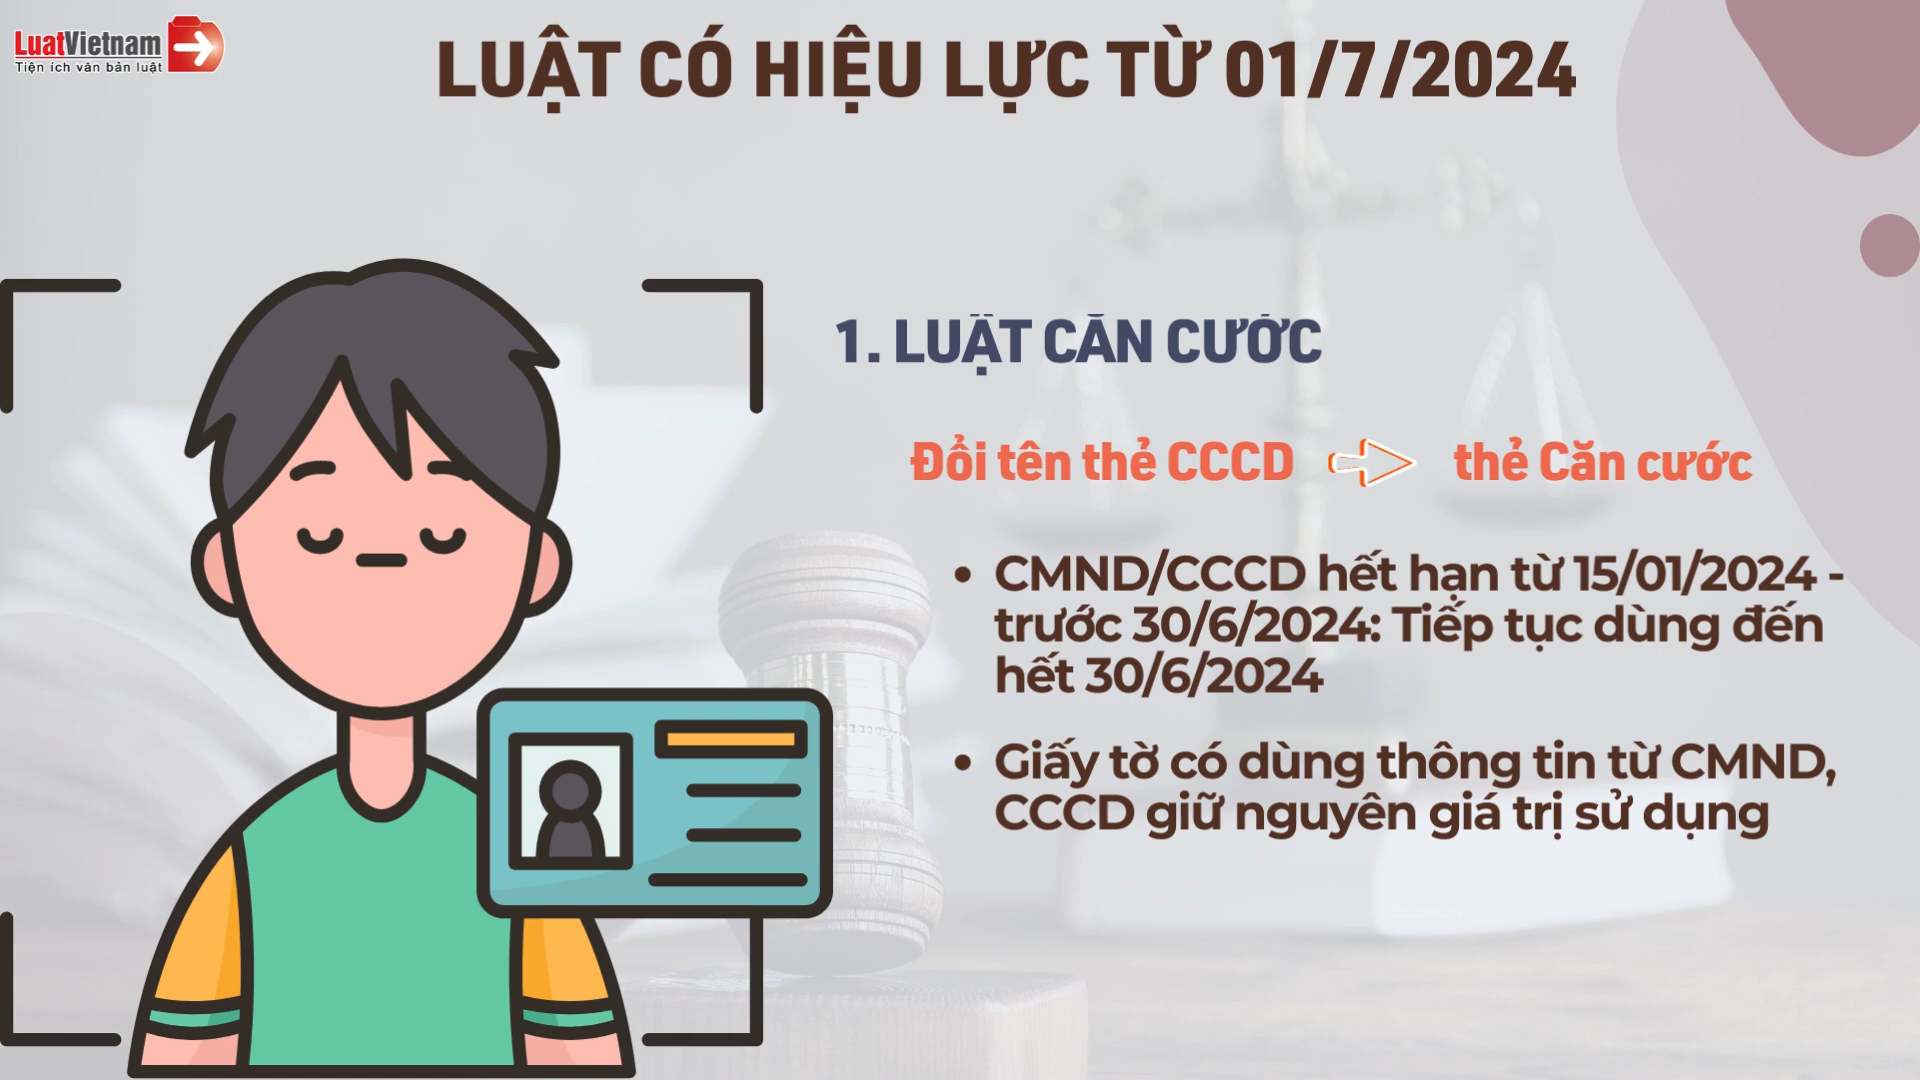 LuatVietnam
Tiện ích văn bản luật
LUẬT CÓ HIỆU LỰC TỪ 01/7/2024
1. LUẬT CĂN CƯỚC
Đổi tên thẻ CCCD thẻ Căn cước
• CMND/CCCD hết hạn từ 15/01/2024 -
trước 30/6/2024: Tiếp tục dùng đến
hết 30/6/2024
• Giấy tờ có dùng thông tin từ CMND,
CCCD giữ nguyên giá trị sử dụng